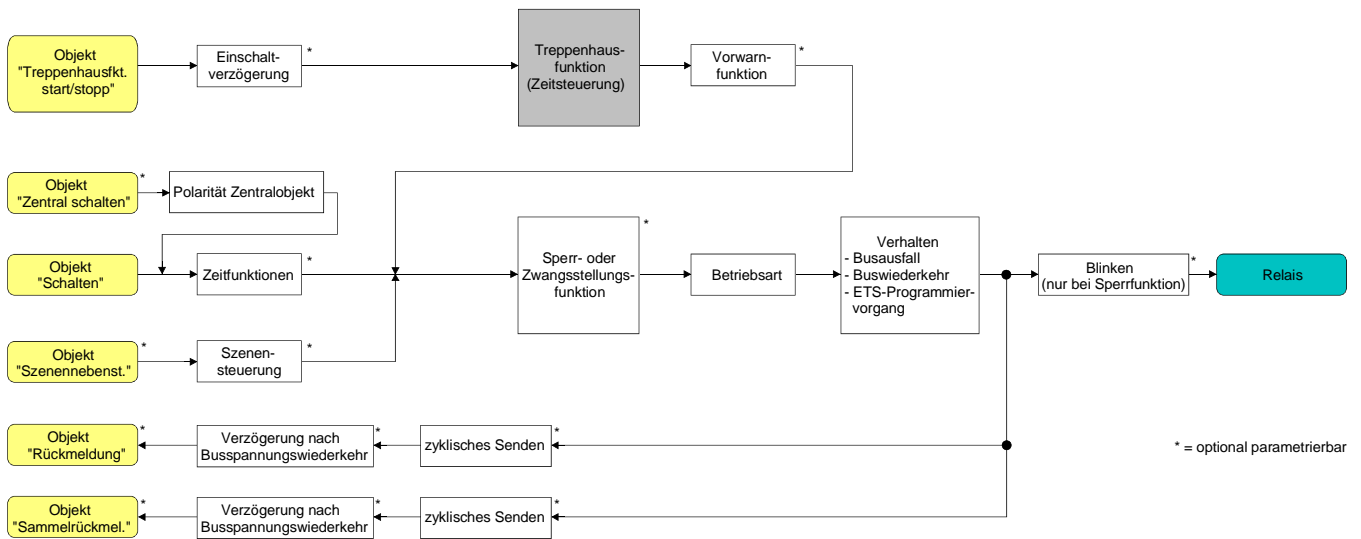 Objekt
"Treppenhausfkt.
start/stopp"
*
Einschalt-
verzögerung
*
Treppenhaus-
funktion
(Zeitsteuerung)
Vorwarn-
funktion
*
Objekt
"Zentral schalten"
*
Polarität Zentralobjekt
Objekt
"Schalten"
Zeitfunktionen
*
Sperr- oder
Zwangsstellungs-
funktion
*
Betriebsart
Verhalten
- Busausfall
- Buswiederkehr
- ETS-Programmier-
vorgang
Blinken
(nur bei Sperrfunktion)
*
Relais
Objekt
"Szenennebenst."
*
Szenen-
steuerung
*
Objekt
"Rückmeldung"
*
Verzögerung nach
Busspannungswiederkehr
*
zyklisches Senden
*
* = optional parametrierbar
Objekt
"Sammelrückmel."
*
Verzögerung nach
Busspannungswiederkehr
*
zyklisches Senden
*